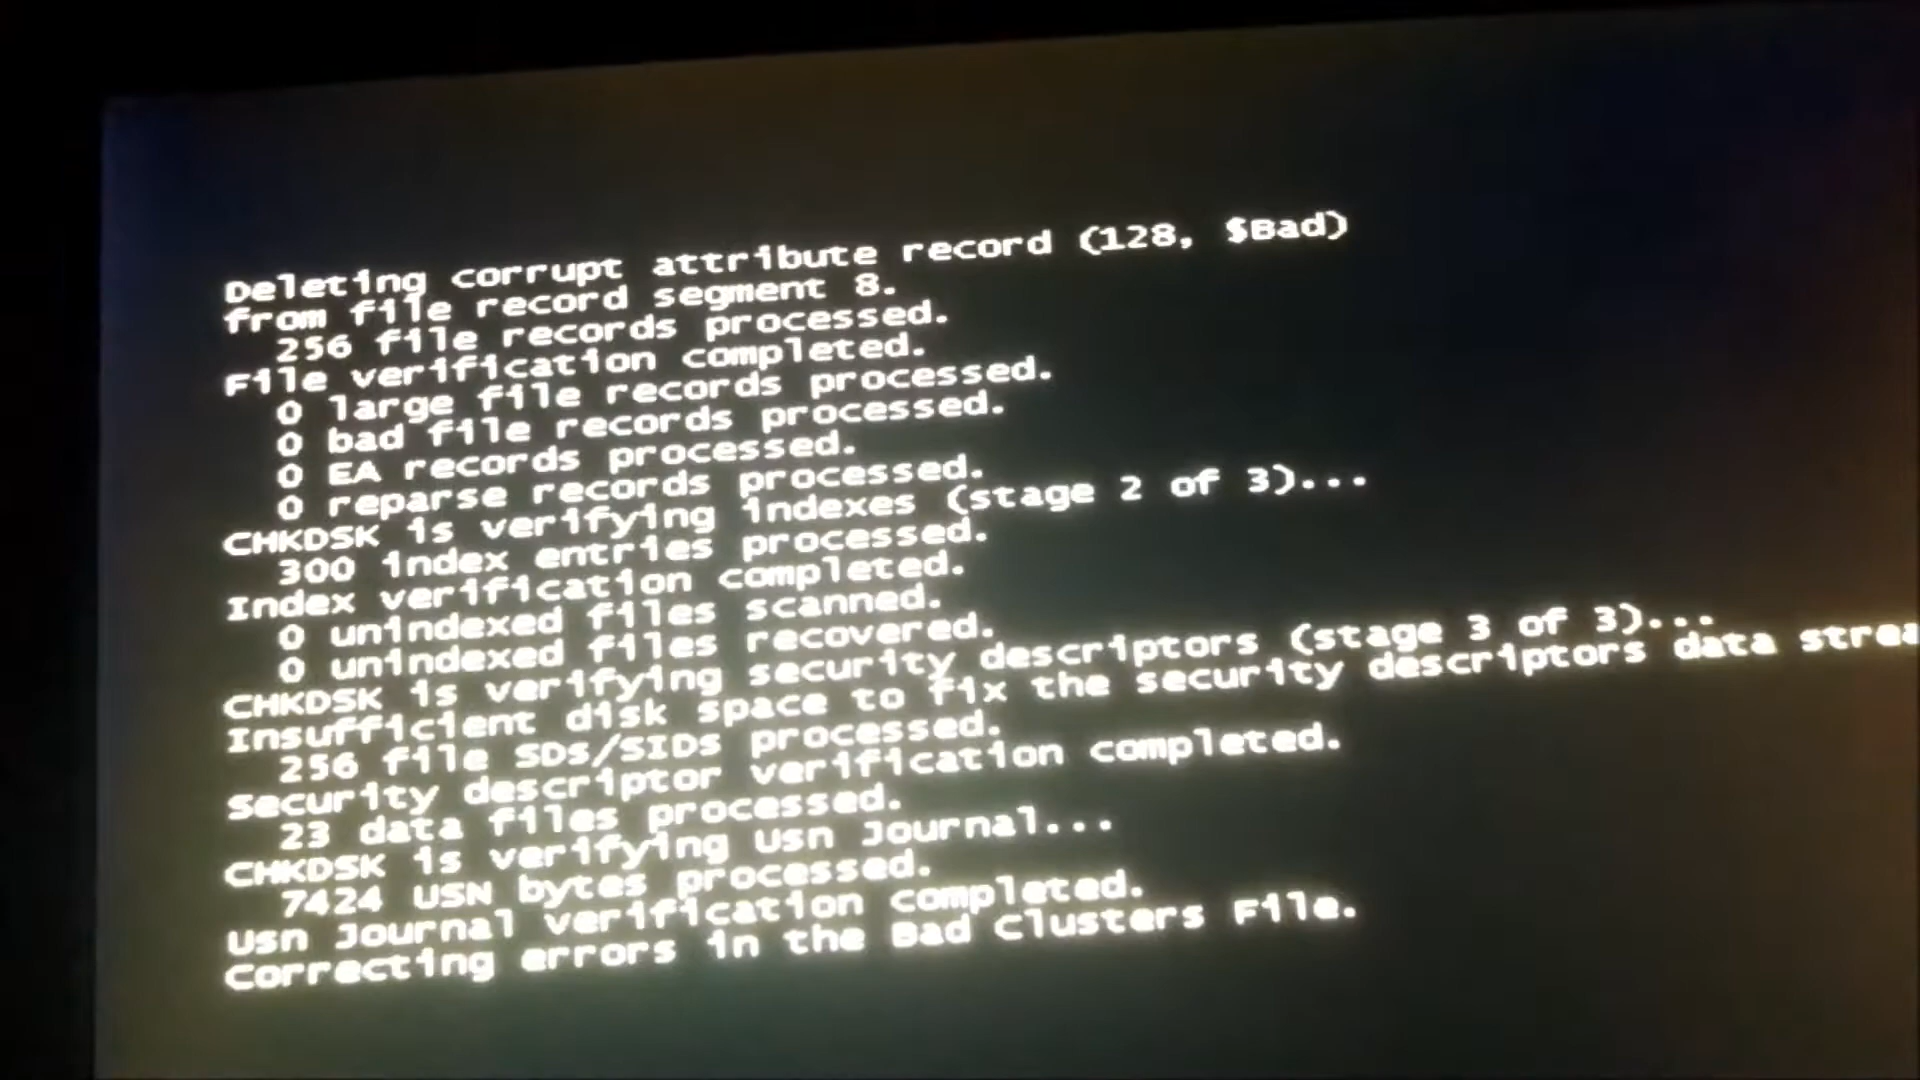 Deleting corrupt attribute record (128, $Bad)
from file record segment 8.
256 file records processed.
File verification completed.
0 large file records processed.
0 bad file records processed.
0 EA records processed.
0 reparse records processed.
CHKDSK is verifying indexes (stage 2 of 3)...
300 index entries processed.
Index verification completed.
0 unindexed files scanned.
0 unindexed files recovered.
CHKDSK is verifying security descriptors (stage 3 of 3)...
Insufficient disk space to fix the security descriptors data strea
256 file SDs/SIDs processed.
Security descriptor verification completed.
23 data files processed.
CHKDSK is verifying Usn Journal...
7424 USN bytes processed.
Usn Journal verification completed.
Correcting errors in the Bad Clusters File.